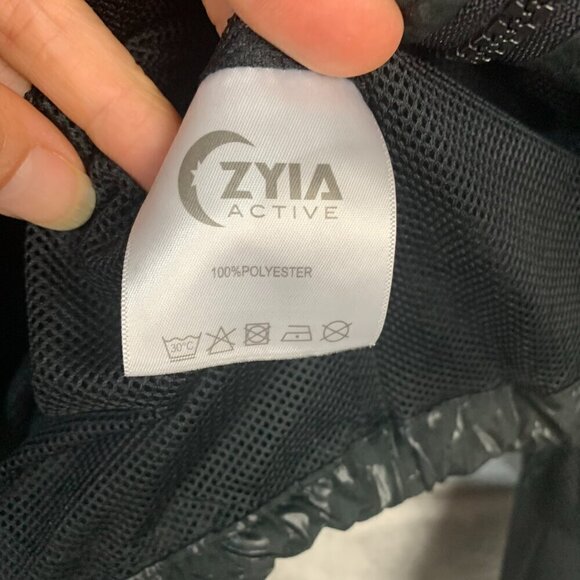 ZYIA
ACTIVE
100%POLYESTER
30°C